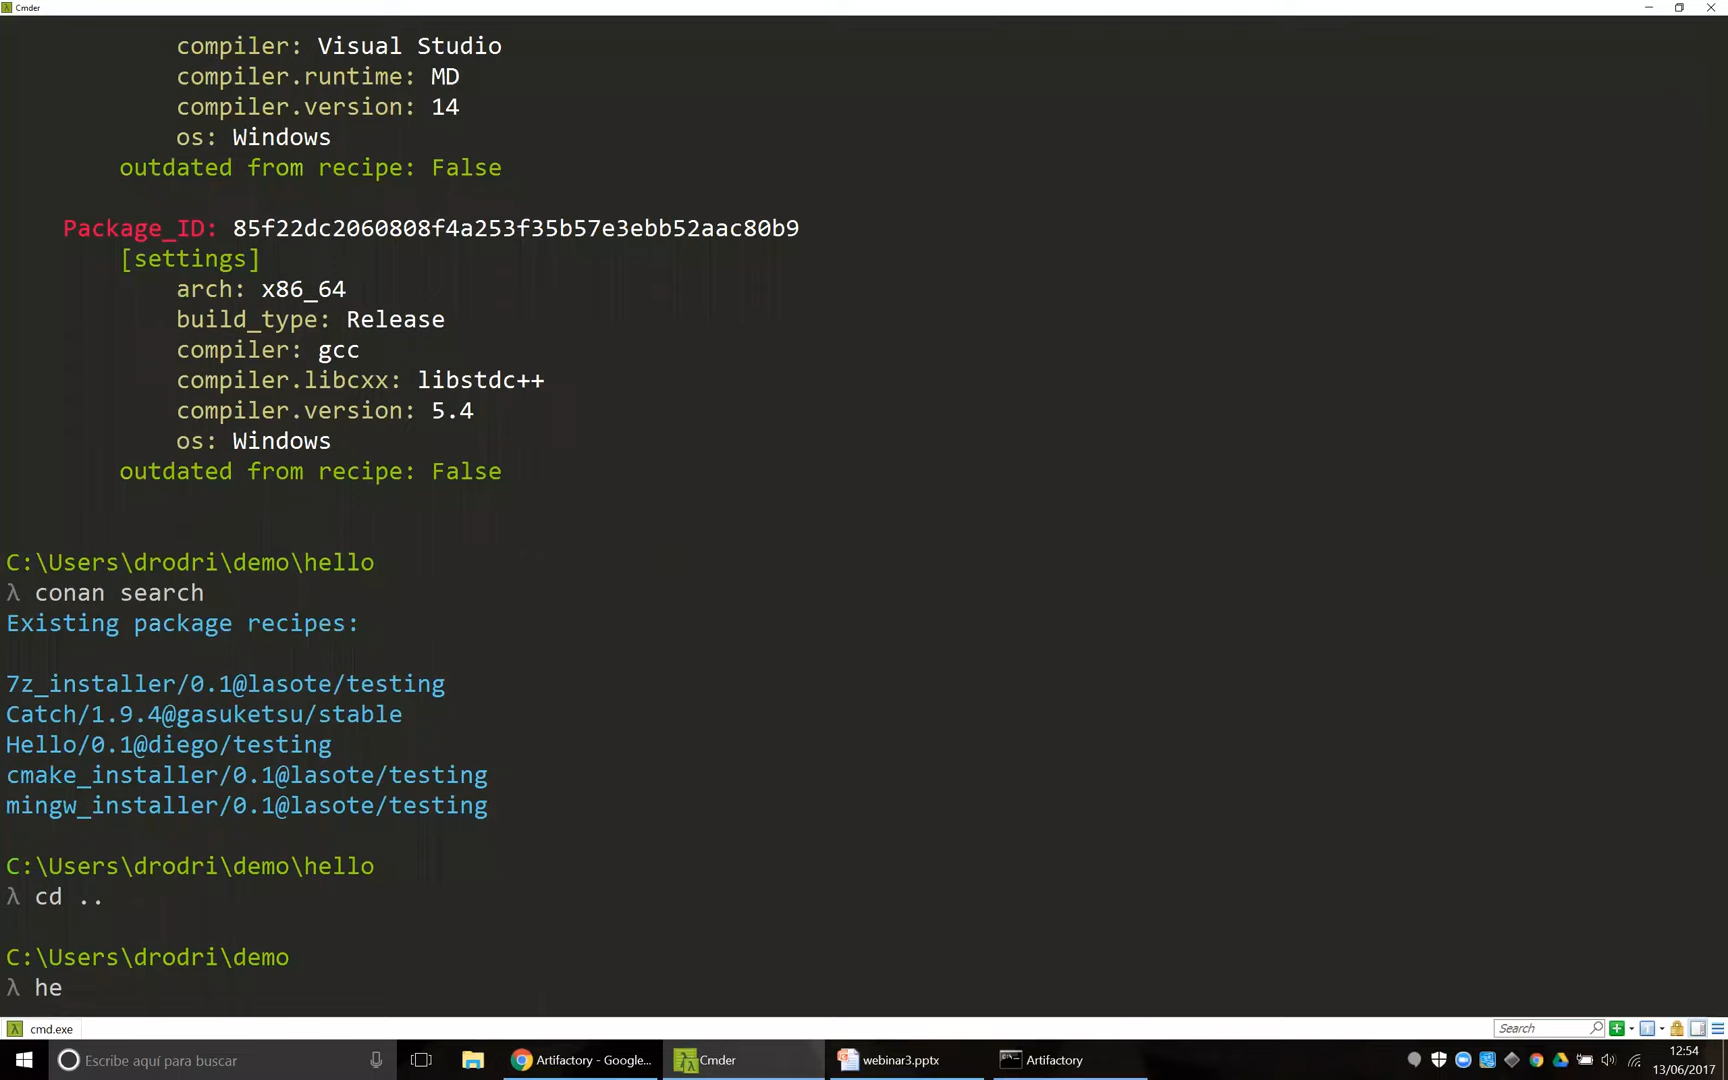 Cmder
compiler: Visual Studio
compiler.runtime: MD
compiler.version: 14
os: Windows
outdated from recipe: False
Package_ID: 85f22dc2060808f4a253f35b57e3ebb52aac80b9
[settings]
arch: x86_64
build_type: Release
compiler: gcc
compiler.libcxx: libstdc++
compiler.version: 5.4
os: Windows
outdated from recipe: False
C:\Users\drodri\demo\hello
λ conan search
Existing package recipes:
7z_installer/0.1@lasote/testing
Catch/1.9.4@gasuketsu/stable
Hello/0.1@diego/testing
cmake_installer/0.1@lasote/testing
mingw_installer/0.1@lasote/testing
C:\Users\drodri\demo\hello
λ cd ..
C:\Users\drodri\demo
λ he
λ cmd.exe
Search
Escribe aquí para buscar
Artifactory - Google...
Cmder
webinar3.pptx
Artifactory
12:54
13/06/2017